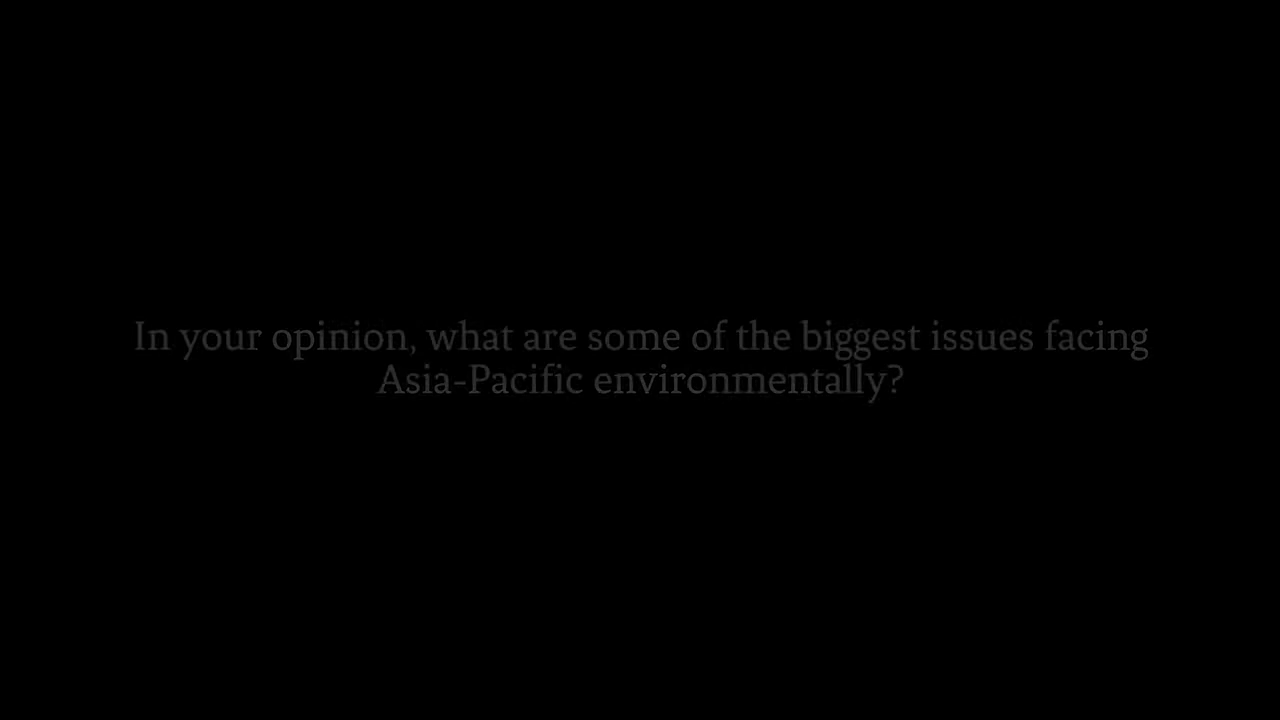 In your opinion, what are some of the biggest issues facing
Asia-Pacific environmentally?